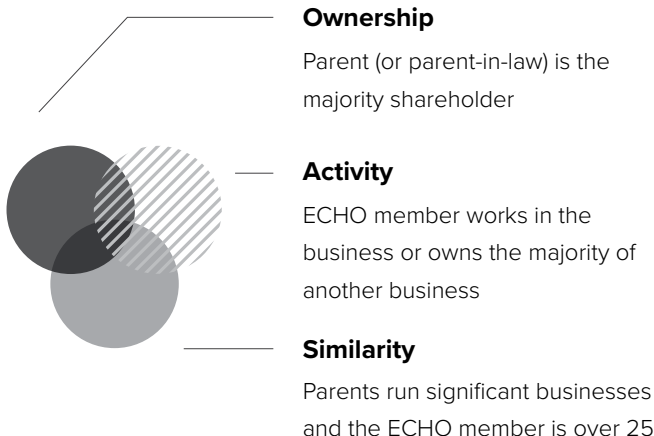 Ownership
Parent (or parent-in-law) is the
majority shareholder
Activity
ECHO member works in the
business or owns the majority of
another business
Similarity
Parents run significant businesses
and the ECHO member is over 25